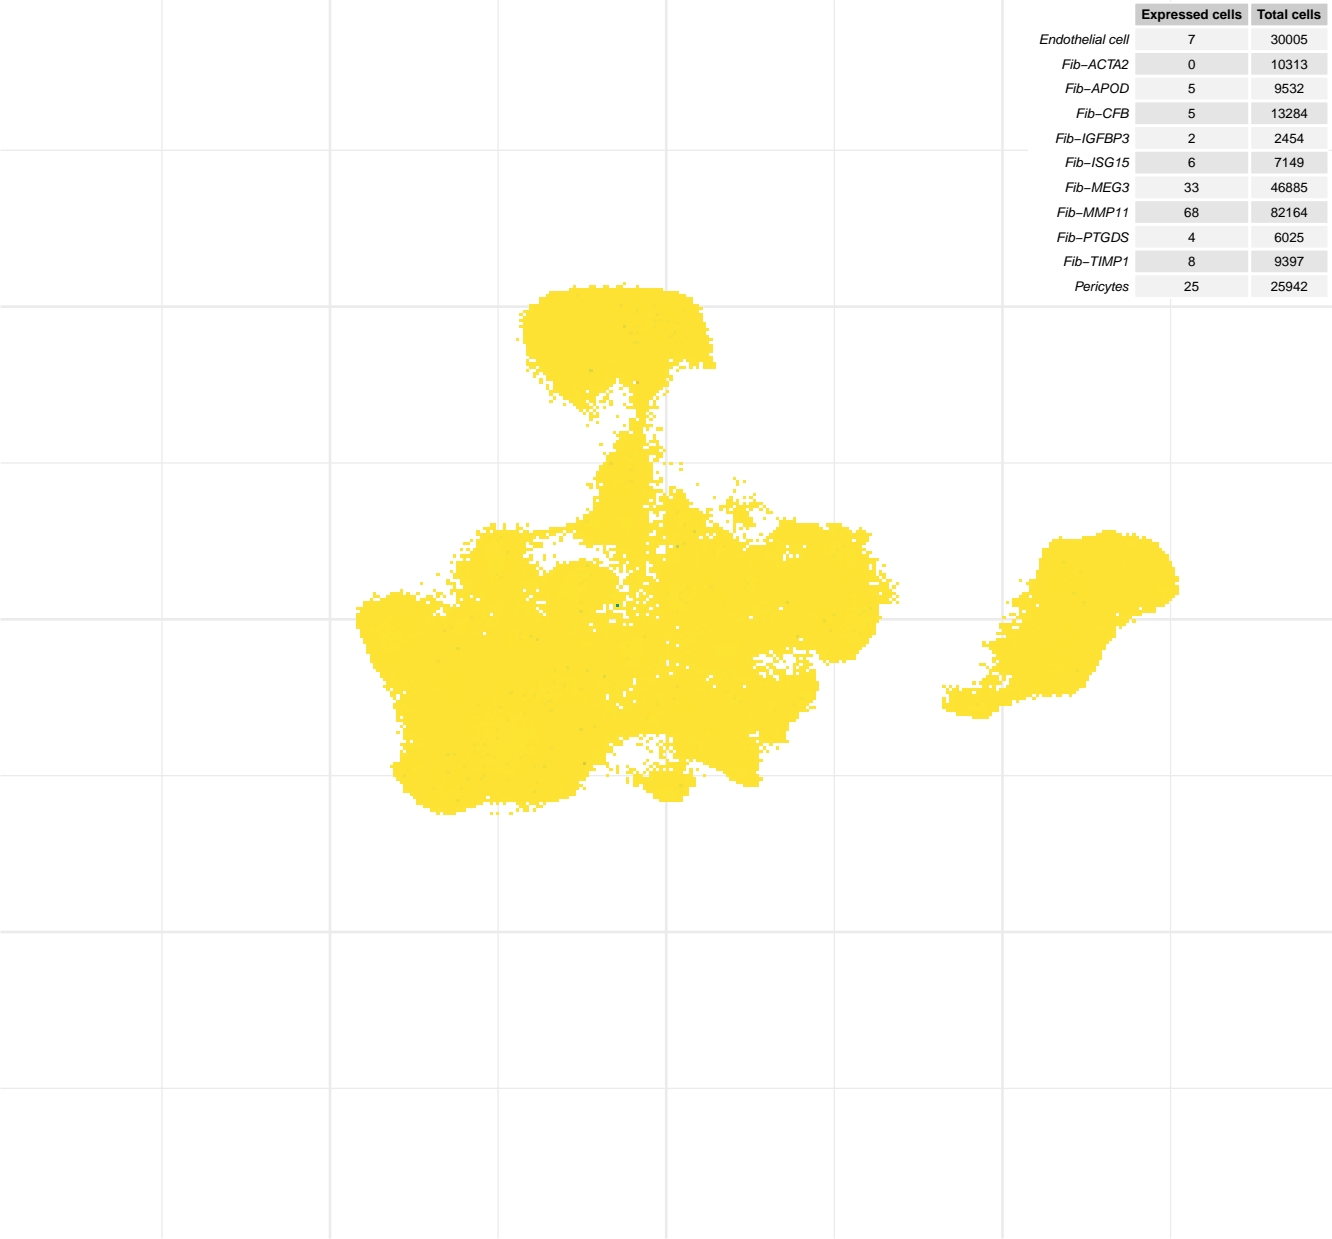 Expressed cells Total cells
Endothelial cell 7 30005
Fib−ACTA2 0 10313
Fib−APOD 5 9532
Fib−CFB 5 13284
Fib−IGFBP3 2 2454
Fib−ISG15 6 7149
Fib−MEG3 33 46885
Fib−MMP11 68 82164
Fib−PTGDS 4 6025
Fib−TIMP1 8 9397
Pericytes 25 25942